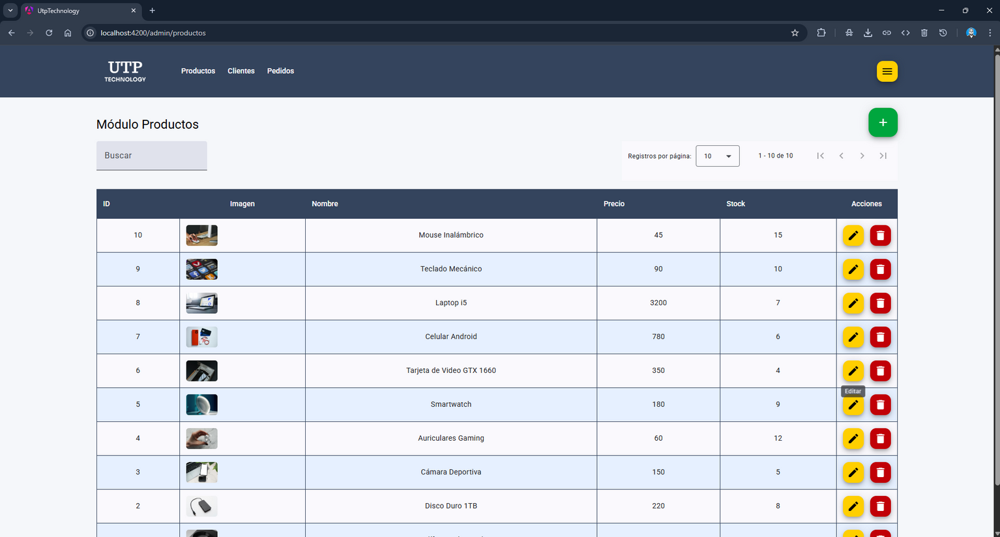 UtpTechnology
localhost:4200/admin/productos
UTP
TECHNOLOGY
Productos Clientes Pedidos
Módulo Productos
+
Buscar
Registros por página: 10 1 - 10 de 10
ID Imagen Nombre Precio Stock Acciones
10 Mouse Inalámbrico 45 15
9 Teclado Mecánico 90 10
8 Laptop i5 3200 7
7 Celular Android 780 6
6 Tarjeta de Video GTX 1660 350 4
Editar
5 Smartwatch 180 9
4 Auriculares Gaming 60 12
3 Cámara Deportiva 150 5
2 Disco Duro 1TB 220 8